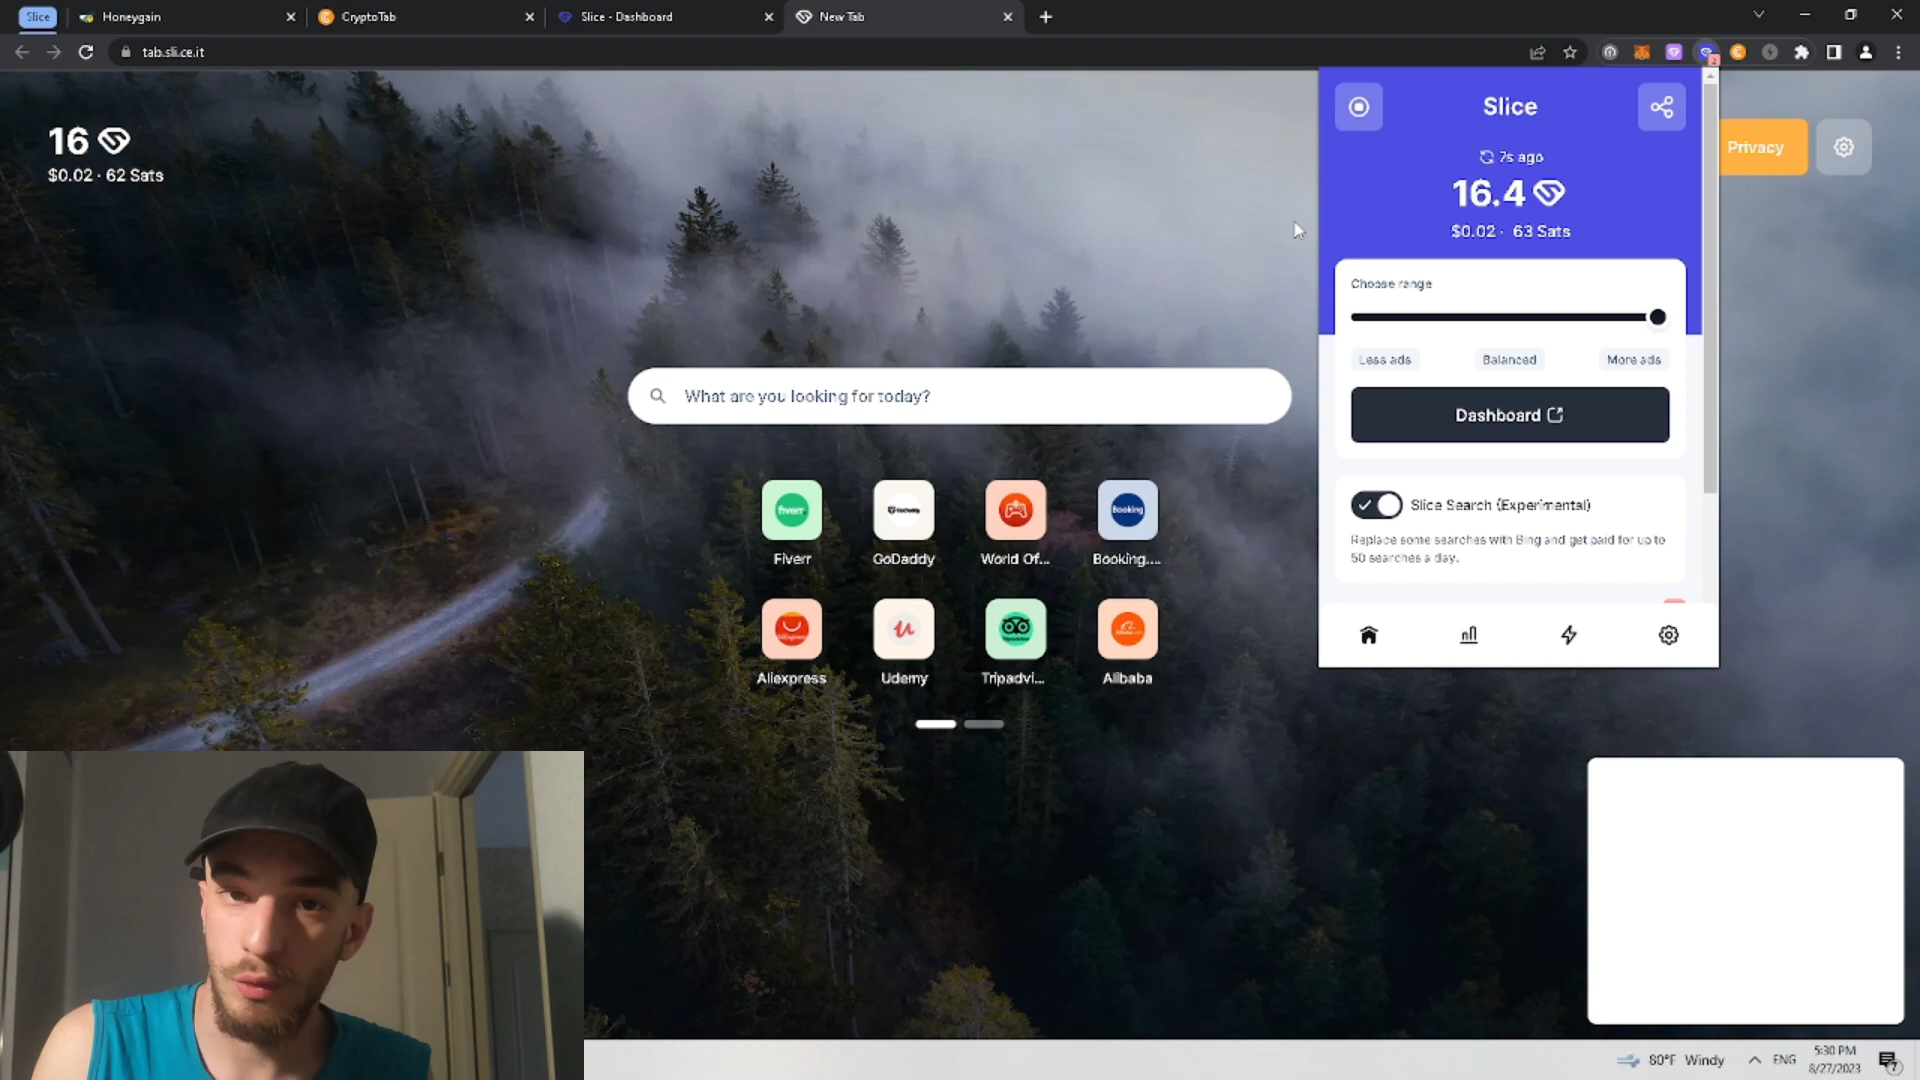 Slice
Honeygain
CryptoTab
Slice - Dashboard
New Tab
tab.slice.it
16
$0.02 · 62 Sats
Slice
7s ago
16.4
$0.02 · 63 Sats
Privacy
Choose range
Less ads
Balanced
More ads
Dashboard
Slice Search (Experimental)
Replace some searches with Bing and get paid for up to
50 searches a day.
What are you looking for today?
fiverr
GoDaddy
Booking
Fiverr
GoDaddy
World Of...
Booking....
Aliexpress
Udemy
Tripadvi...
Alibaba
80°F Windy
ENG
5:30 PM
8/27/2023